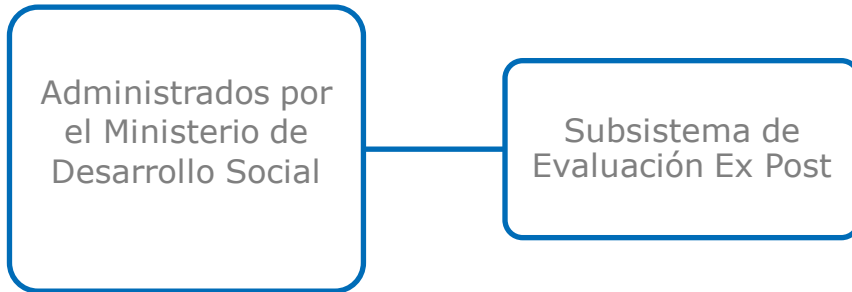 Administrados por
el Ministerio de
Desarrollo Social
Subsistema de
Evaluación Ex Post